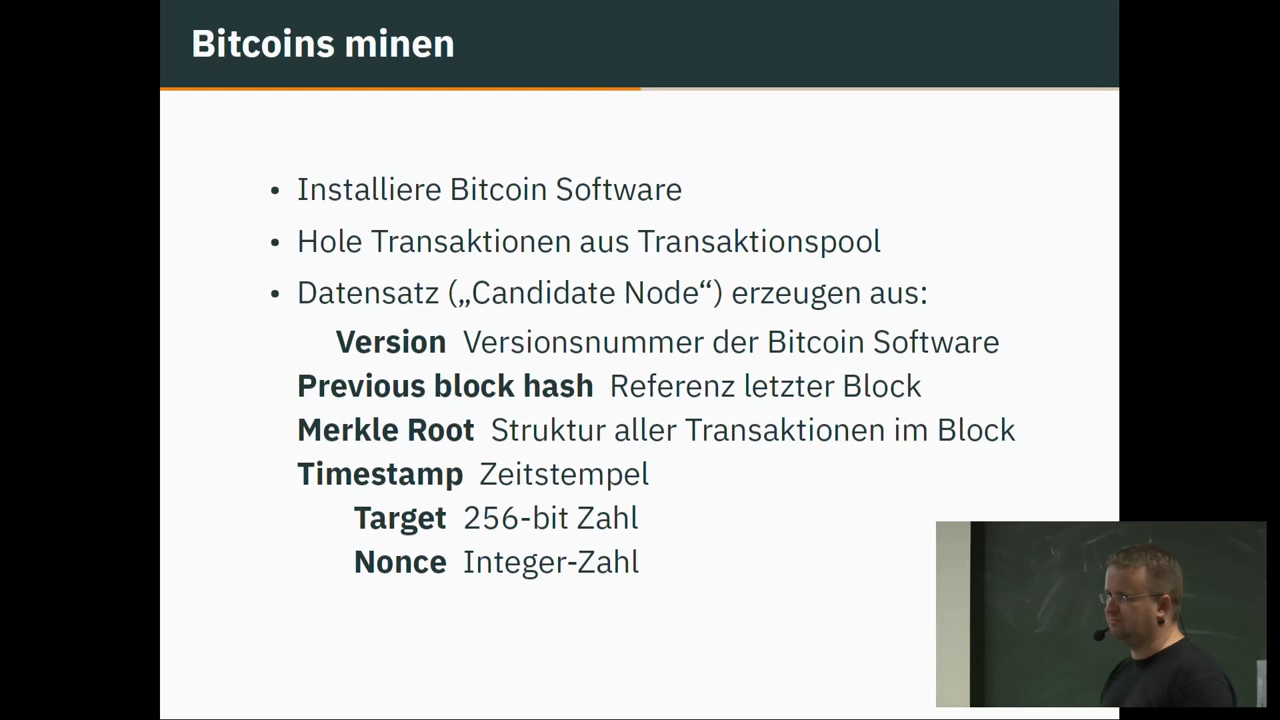 Bitcoins minen
• Installiere Bitcoin Software
• Hole Transaktionen aus Transaktionspool
• Datensatz („Candidate Node“) erzeugen aus:
Version Versionsnummer der Bitcoin Software
Previous block hash Referenz letzter Block
Merkle Root Struktur aller Transaktionen im Block
Timestamp Zeitstempel
Target 256-bit Zahl
Nonce Integer-Zahl